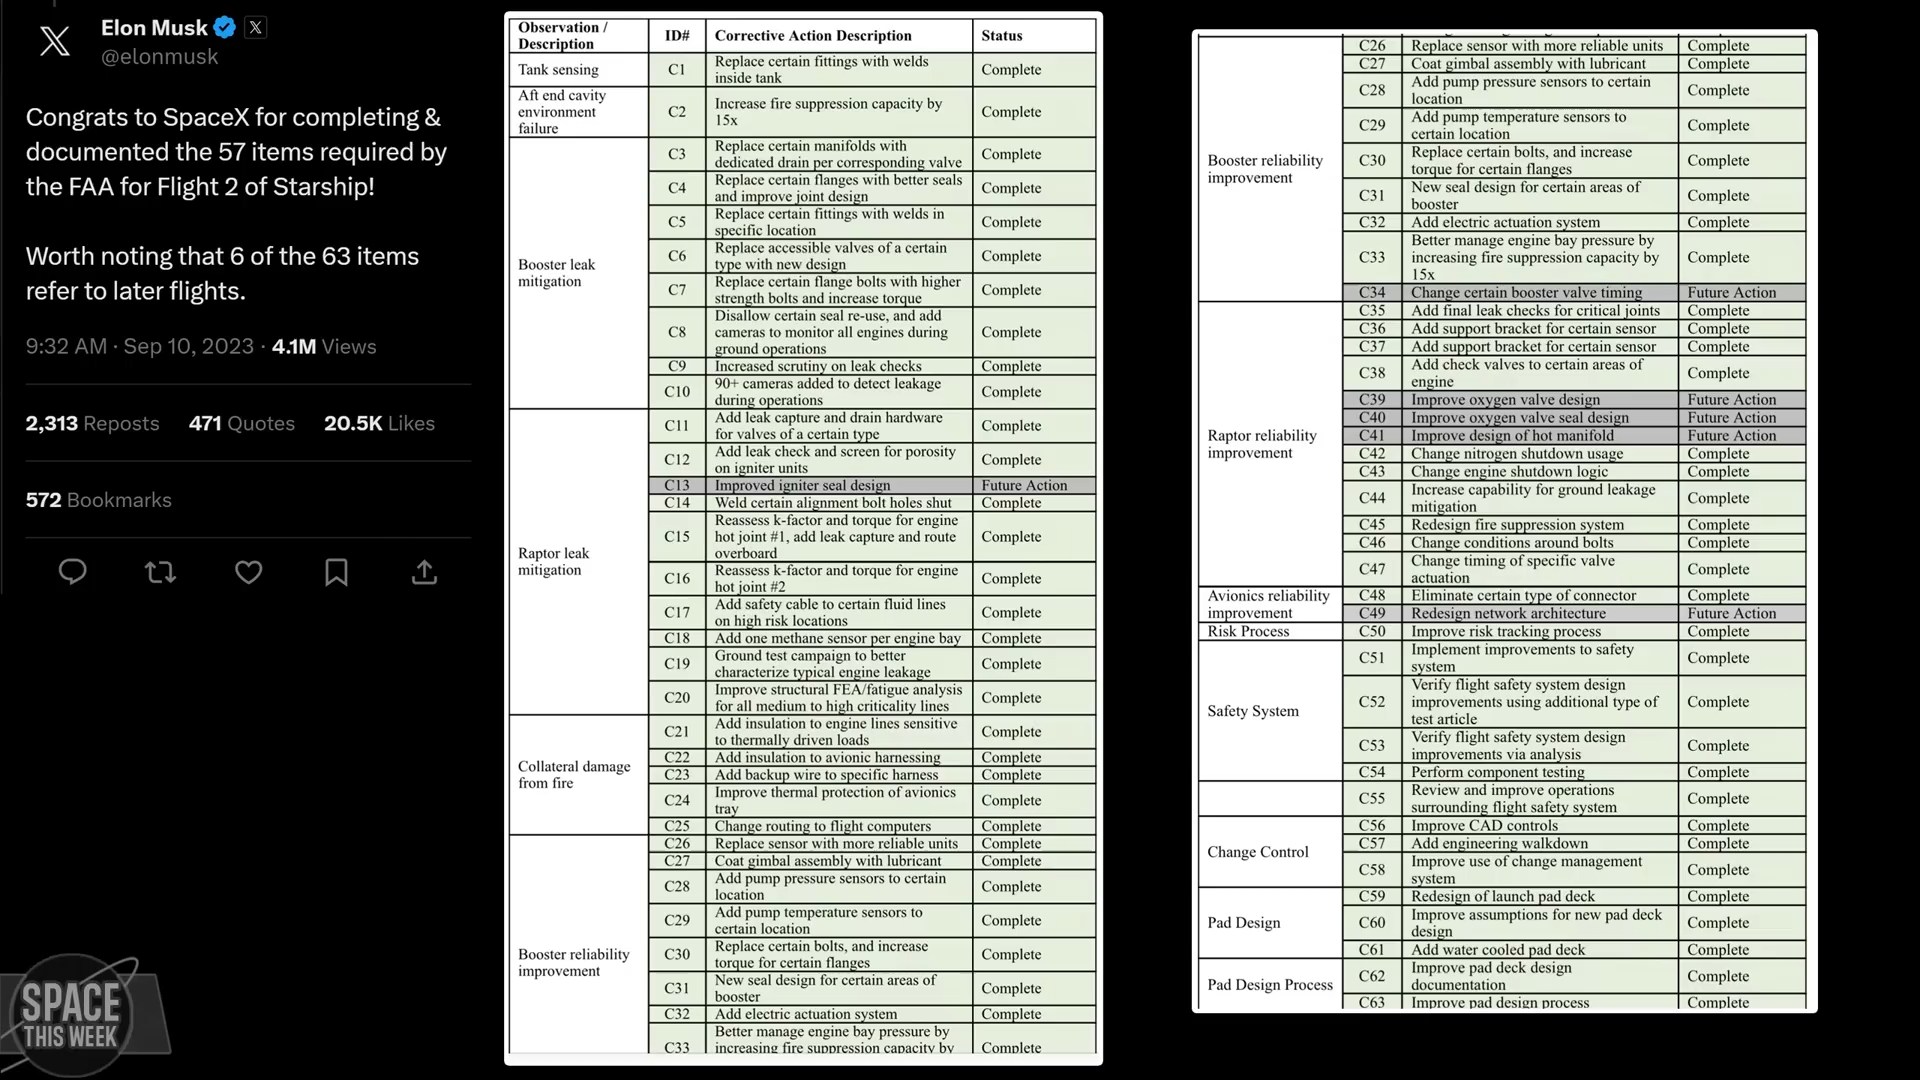 Elon Musk
@elonmusk
Congrats to SpaceX for completing &
documented the 57 items required by
the FAA for Flight 2 of Starship!
Worth noting that 6 of the 63 items
refer to later flights.
9:32 AM · Sep 10, 2023 · 4.1M Views
2,313 Reposts 471 Quotes 20.5K Likes
572 Bookmarks
SPACE
THIS WEEK
Observation /
Description
ID#
Corrective Action Description
Status
Tank sensing
C1
Replace certain fittings with welds
inside tank
Complete
Aft end cavity
environment
failure
C2
Increase fire suppression capacity by
15x
Complete
Booster leak
mitigation
C3
Replace certain manifolds with
dedicated drain per corresponding valve
Complete
C4
Replace certain flanges with better seals
and improve joint design
Complete
C5
Replace certain fittings with welds in
specific location
Complete
C6
Replace accessible valves of a certain
type with new design
Complete
C7
Replace certain flange bolts with higher
strength bolts and increase torque
Complete
C8
Disallow certain seal re-use, and add
cameras to monitor all engines during
ground operations
Complete
C9
Increased scrutiny on leak checks
Complete
C10
90+ cameras added to detect leakage
during operations
Complete
Raptor leak
mitigation
C11
Add leak capture and drain hardware
for valves of a certain type
Complete
C12
Add leak check and screen for porosity
on igniter units
Complete
C13
Improved igniter seal design
Future Action
C14
Weld certain alignment bolt holes shut
Complete
C15
Reassess k-factor and torque for engine
hot joint #1, add leak capture and route
overboard
Complete
C16
Reassess k-factor and torque for engine
hot joint #2
Complete
C17
Add safety cable to certain fluid lines
on high risk locations
Complete
C18
Add one methane sensor per engine bay
Complete
C19
Ground test campaign to better
characterize typical engine leakage
Complete
C20
Improve structural FEA/fatigue analysis
for all medium to high criticality lines
Complete
Collateral damage
from fire
C21
Add insulation to engine lines sensitive
to thermally driven loads
Complete
C22
Add insulation to avionic harnessing
Complete
C23
Add backup wire to specific harness
Complete
C24
Improve thermal protection of avionics
tray
Complete
C25
Change routing to flight computers
Complete
Booster reliability
improvement
C26
Replace sensor with more reliable units
Complete
C27
Coat gimbal assembly with lubricant
Complete
C28
Add pump pressure sensors to certain
location
Complete
C29
Add pump temperature sensors to
certain location
Complete
C30
Replace certain bolts, and increase
torque for certain flanges
Complete
C31
New seal design for certain areas of
booster
Complete
C32
Add electric actuation system
Complete
C33
Better manage engine bay pressure by
increasing fire suppression capacity by
Complete
Booster reliability
improvement
C26
Replace sensor with more reliable units
Complete
C27
Coat gimbal assembly with lubricant
Complete
C28
Add pump pressure sensors to certain
location
Complete
C29
Add pump temperature sensors to
certain location
Complete
C30
Replace certain bolts, and increase
torque for certain flanges
Complete
C31
New seal design for certain areas of
booster
Complete
C32
Add electric actuation system
Complete
C33
Better manage engine bay pressure by
increasing fire suppression capacity by
15x
Complete
C34
Change certain booster valve timing
Future Action
Raptor reliability
improvement
C35
Add final leak checks for critical joints
Complete
C36
Add support bracket for certain sensor
Complete
C37
Add support bracket for certain sensor
Complete
C38
Add check valves to certain areas of
engine
Complete
C39
Improve oxygen valve design
Future Action
C40
Improve oxygen valve seal design
Future Action
C41
Improve design of hot manifold
Future Action
C42
Change nitrogen shutdown usage
Complete
C43
Change engine shutdown logic
Complete
C44
Increase capability for ground leakage
mitigation
Complete
C45
Redesign fire suppression system
Complete
C46
Change conditions around bolts
Complete
C47
Change timing of specific valve
actuation
Complete
Avionics reliability
improvement
C48
Eliminate certain type of connector
Complete
C49
Redesign network architecture
Future Action
Risk Process
C50
Improve risk tracking process
Complete
Safety System
C51
Implement improvements to safety
system
Complete
C52
Verify flight safety system design
improvements using additional type of
test article
Complete
C53
Verify flight safety system design
improvements via analysis
Complete
C54
Perform component testing
Complete
C55
Review and improve operations
surrounding flight safety system
Complete
Change Control
C56
Improve CAD controls
Complete
C57
Add engineering walkdown
Complete
C58
Improve use of change management
system
Complete
Pad Design
C59
Redesign of launch pad deck
Complete
C60
Improve assumptions for new pad deck
design
Complete
C61
Add water cooled pad deck
Complete
Pad Design Process
C62
Improve pad deck design
documentation
Complete
C63
Improve pad design process
Complete